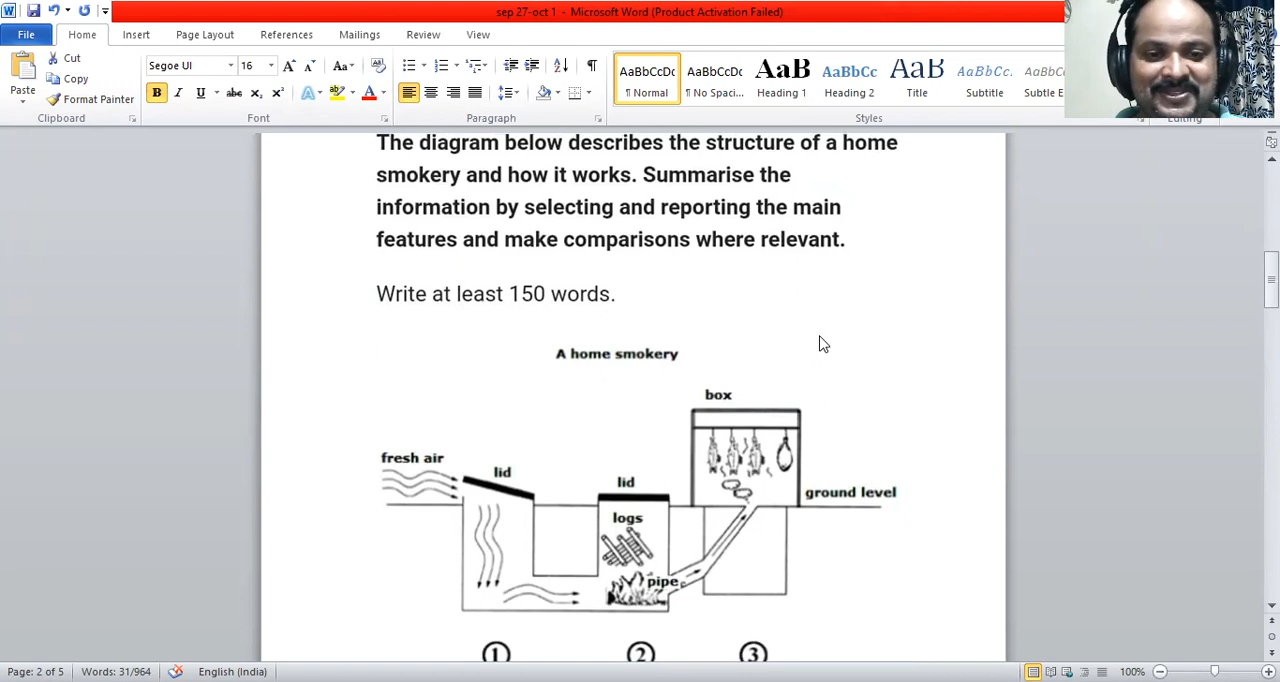 sep 27-oct 1 - Microsoft Word (Product Activation Failed)
File Home Insert Page Layout References Mailings Review View
Paste
Cut
Copy
Format Painter
Clipboard
Segoe UI 16
Font
Paragraph
AaBbCcDc AaBbCcDc AaB AaBbCc AaB AaBbCc. AaBbC
¶ Normal ¶ No Spaci... Heading 1 Heading 2 Title Subtitle Subtle E
Styles
Editing
The diagram below describes the structure of a home
smokery and how it works. Summarise the
information by selecting and reporting the main
features and make comparisons where relevant.
Write at least 150 words.
A home smokery
box
fresh air
lid
lid
ground level
logs
pipe
1 2 3
Page: 2 of 5 Words: 31/964 English (India) 100%